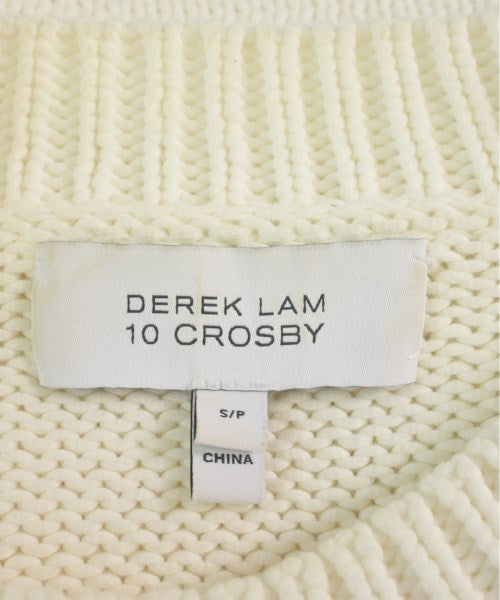 DEREK LAM
10 CROSBY
S/P
CHINA